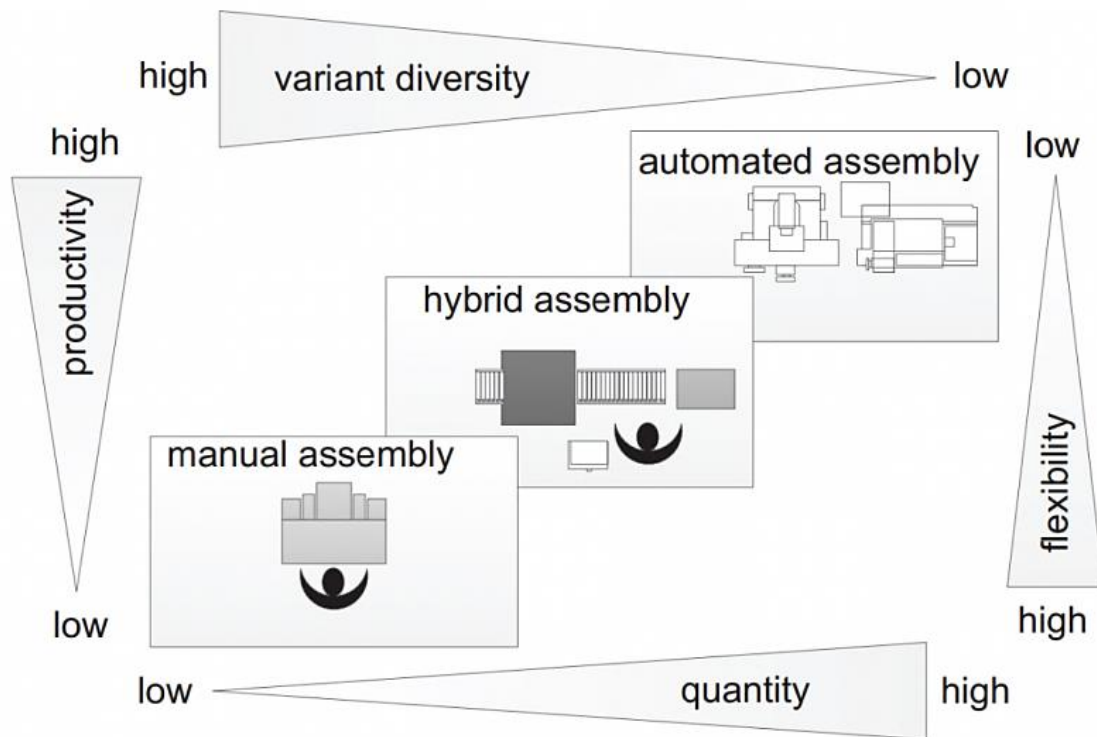 high
variant diversity
low
high
low
automated assembly
productivity
hybrid assembly
manual assembly
flexibility
low
high
low
quantity
high